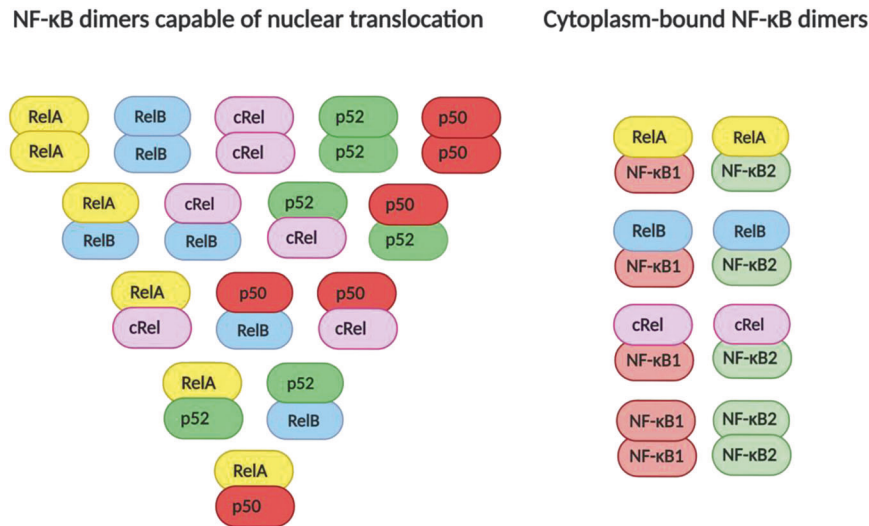 NF-κB dimers capable of nuclear translocation
Cytoplasm-bound NF-κB dimers
RelA RelB cRel p52 p50
RelA RelB cRel p52 p50
RelA cRel p52 p50
RelB RelB cRel p52
RelA p50 p50
cRel RelB cRel
RelA p52
p52 RelB
RelA
p50
RelA RelA
NF-κB1 NF-κB2
RelB RelB
NF-κB1 NF-κB2
cRel cRel
NF-κB1 NF-κB2
NF-κB1 NF-κB2
NF-κB1 NF-κB2